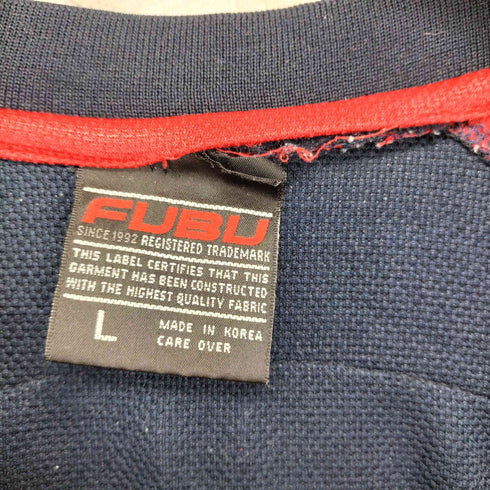 FUBU
SINCE 1992 REGISTERED TRADEMARK
THIS LABEL CERTIFIES THAT THIS
GARMENT HAS BEEN CONSTRUCTED
WITH THE HIGHEST QUALITY FABRIC
L
MADE IN KOREA
CARE OVER